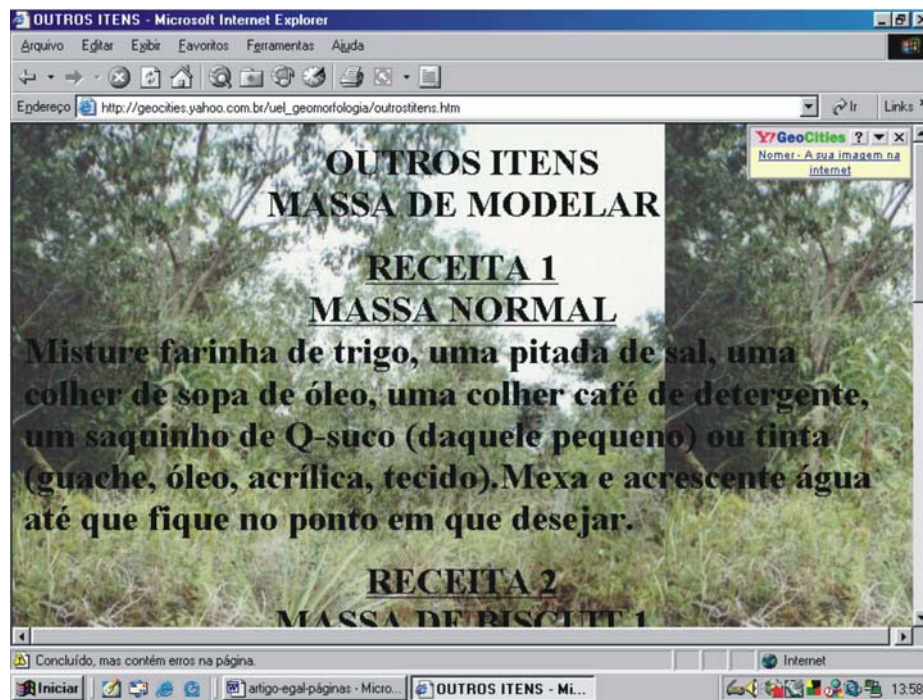 OUTROS ITENS - Microsoft Internet Explorer
Arquivo Editar Exibir Favoritos Ferramentas Ajuda
Endereço http://geocities.yahoo.com.br/uel_geomorfologia/outrostitens.htm Ir Links
Y! GeoCities ? X
Nomer - A sua imagem na
internet
OUTROS ITENS
MASSA DE MODELAR
RECEITA 1
MASSA NORMAL
Misture farinha de trigo, uma pitada de sal, uma
colher de sopa de óleo, uma colher café de detergente,
um saquinho de Q-suco (daquele pequeno) ou tinta
(guache, óleo, acrílica, tecido).Mexa e acrescente água
até que fique no ponto em que desejar.
RECEITA 2
MASSA DE BISCUIT 1
Concluído, mas contém erros na página. Internet
Iniciar artigo-egal-páginas - Micro... OUTROS ITENS - Mi...